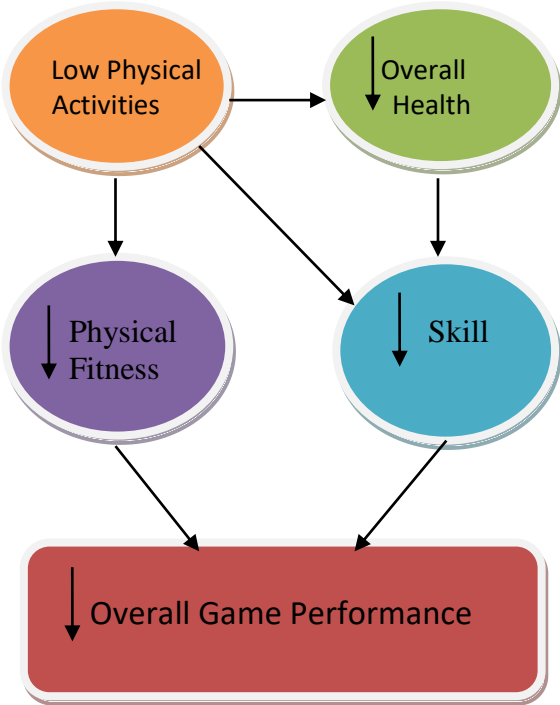 Low Physical
Activities
Overall
Health
Physical
Fitness
Skill
Overall Game Performance